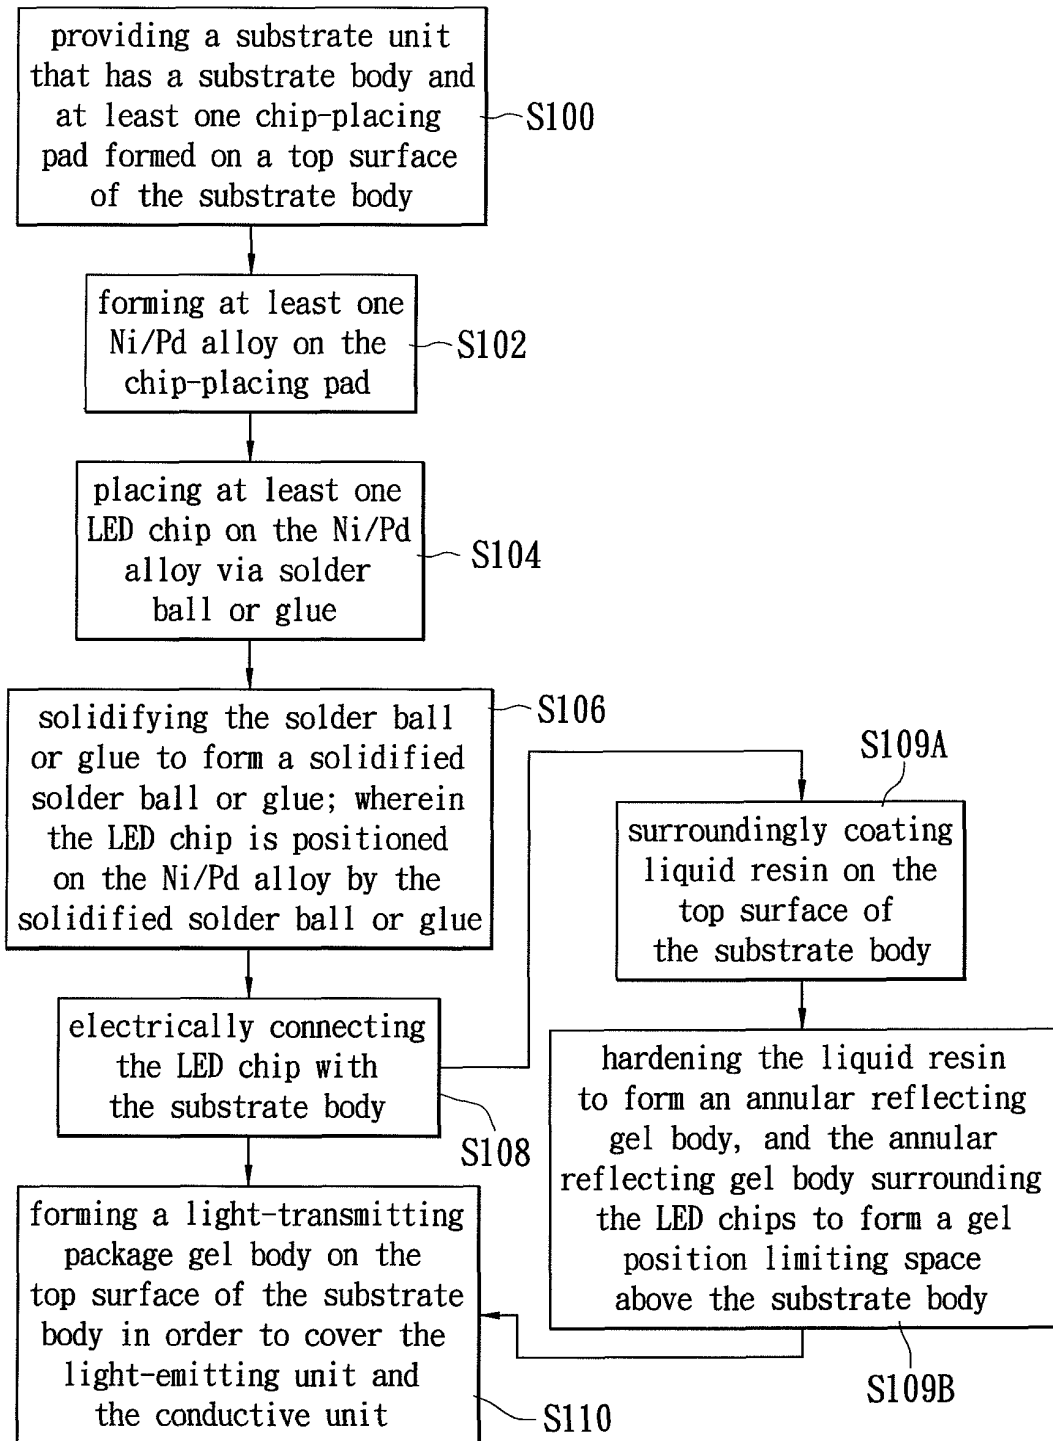 providing a substrate unit
that has a substrate body and
at least one chip-placing
pad formed on a top surface
of the substrate body
S100
forming at least one
Ni/Pd alloy on the
chip-placing pad
S102
placing at least one
LED chip on the Ni/Pd
alloy via solder
ball or glue
S104
solidifying the solder ball
or glue to form a solidified
solder ball or glue; wherein
the LED chip is positioned
on the Ni/Pd alloy by the
solidified solder ball or glue
S106
electrically connecting
the LED chip with
the substrate body
S108
S109A
surroundingly coating
liquid resin on the
top surface of
the substrate body
hardening the liquid resin
to form an annular reflecting
gel body, and the annular
reflecting gel body surrounding
the LED chips to form a gel
position limiting space
above the substrate body
S109B
forming a light-transmitting
package gel body on the
top surface of the substrate
body in order to cover the
light-emitting unit and
the conductive unit
S110